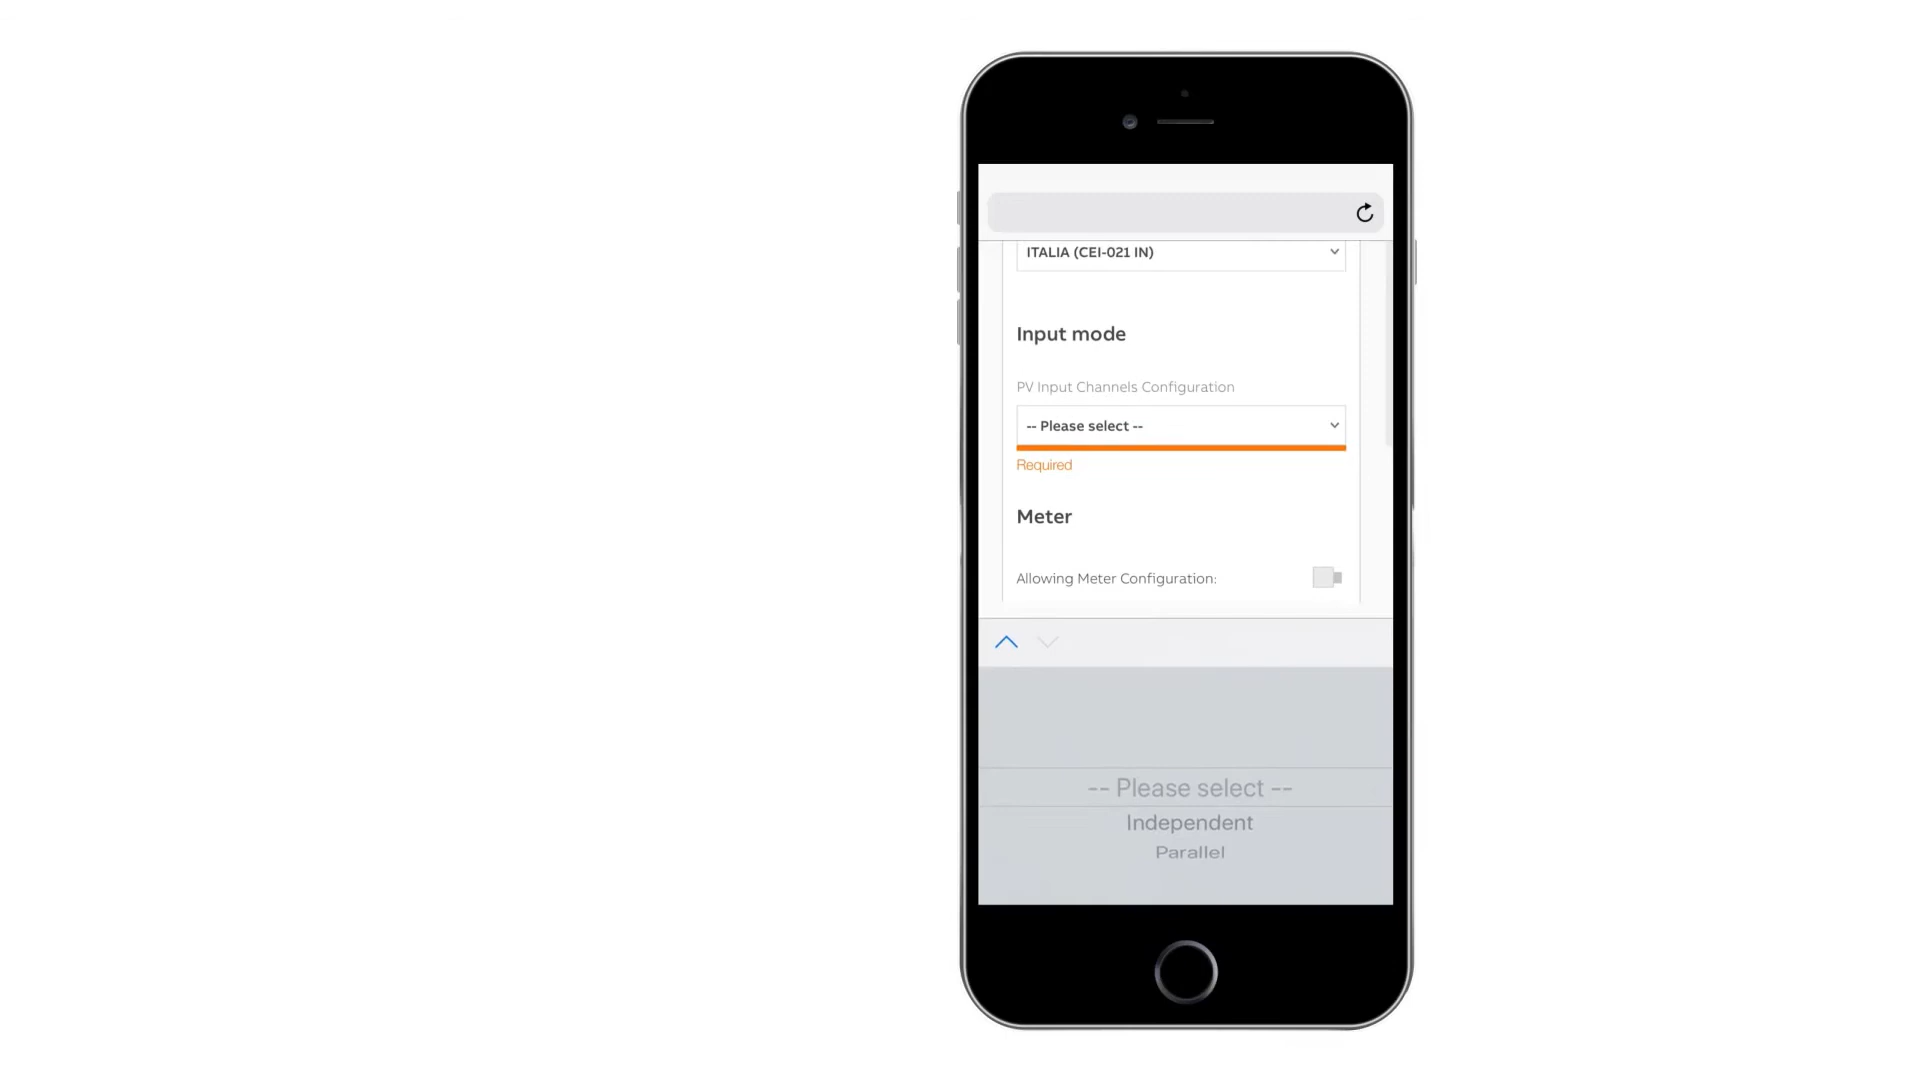 ITALIA (CEI-021 IN)
Input mode
PV Input Channels Configuration
-- Please select --
Required
Meter
Allowing Meter Configuration:
-- Please select --
Independent
Parallel